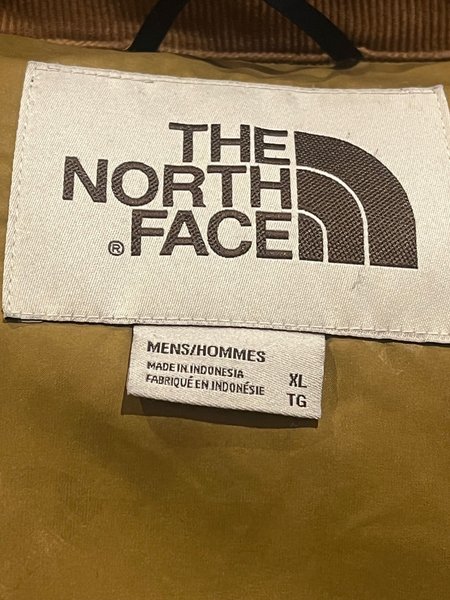 THE
NORTH
® FACE
MENS/HOMMES
MADE IN INDONESIA XL
FABRIQUÉ EN INDONÉSIE TG